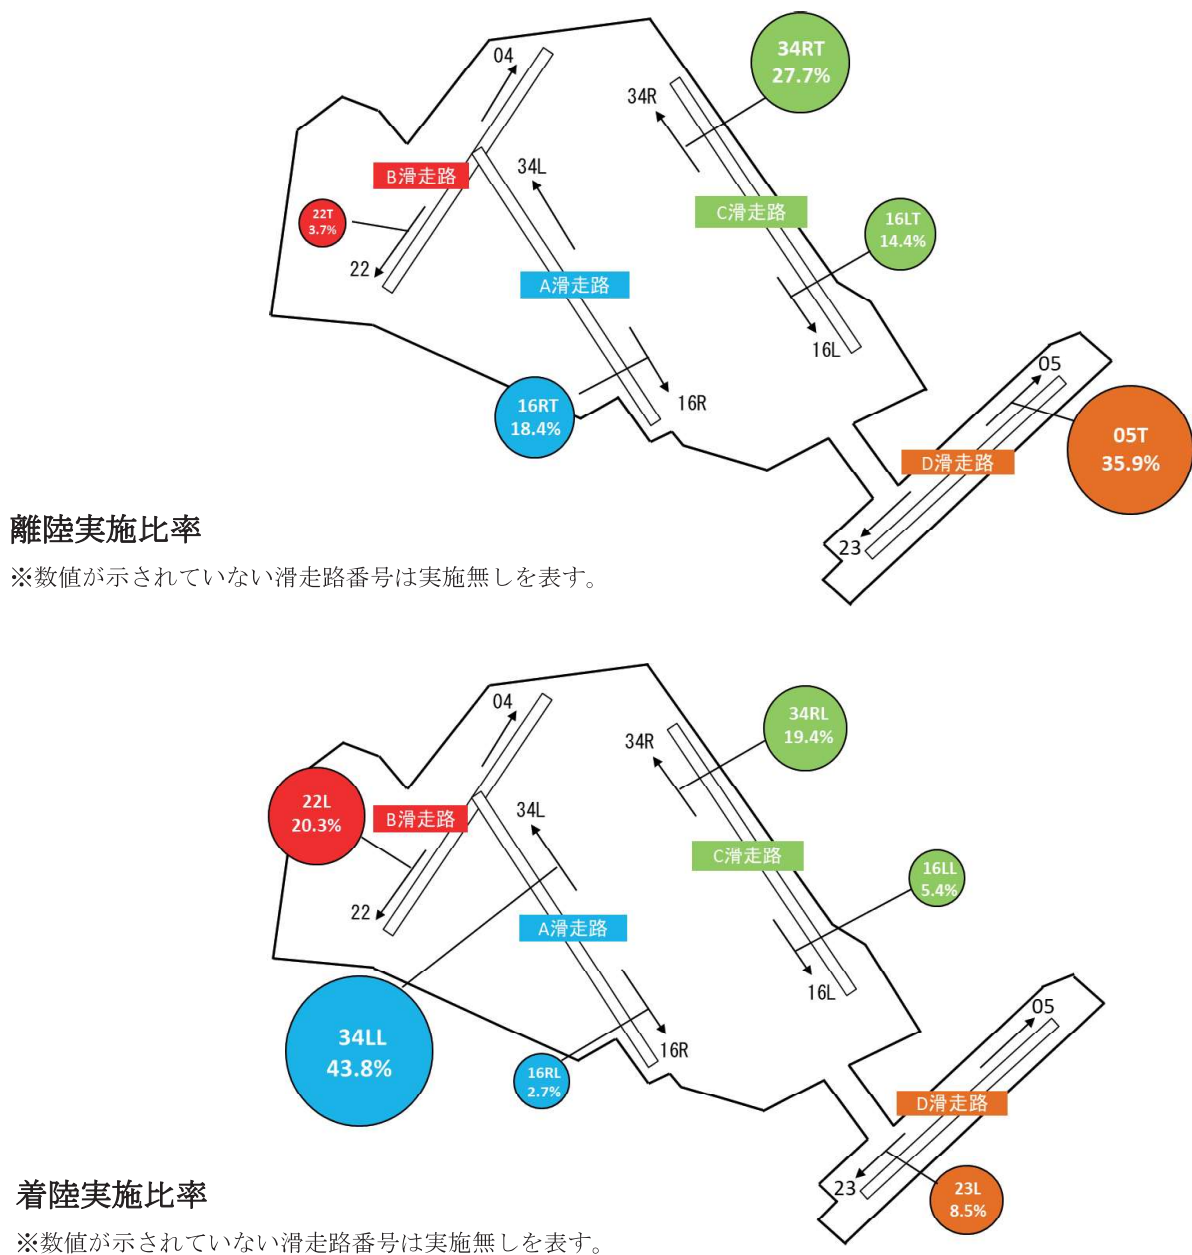 34RT
27.7%
04
34R
34L
B滑走路
22T
3.7%
C滑走路
16LT
14.4%
22
A滑走路
16L
05
16RT
18.4%
16R
05T
35.9%
D滑走路
23
離陸実施比率
※数値が示されていない滑走路番号は実施無しを表す。
04
34RL
19.4%
34R
22L
20.3%
B滑走路
34L
C滑走路
16LL
5.4%
22
A滑走路
16L
05
34LL
43.8%
16R
16RL
2.7%
D滑走路
23
23L
8.5%
着陸実施比率
※数値が示されていない滑走路番号は実施無しを表す。